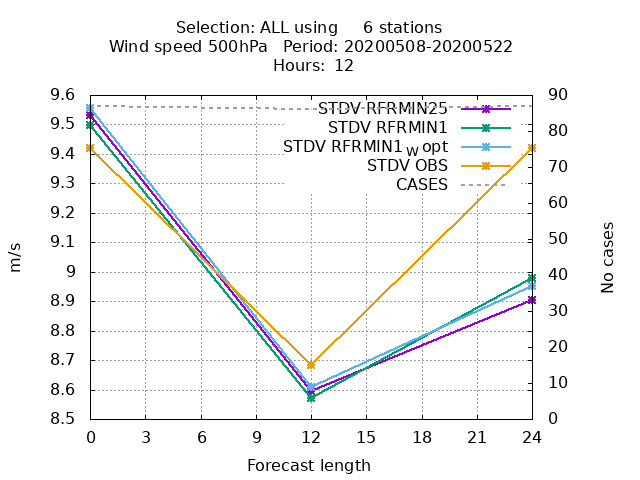 Selection: ALL using 6 stations
Wind speed 500hPa Period: 20200508-20200522
Hours: 12
9.6
9.5
9.4
9.3
9.2
9.1
9
8.9
8.8
8.7
8.6
8.5
m/s
STDV RFRMIN25
STDV RFRMIN1
STDV RFRMIN1_W opt
STDV OBS
CASES
90
80
70
60
50
40
30
20
10
0
No cases
0 3 6 9 12 15 18 21 24
Forecast length